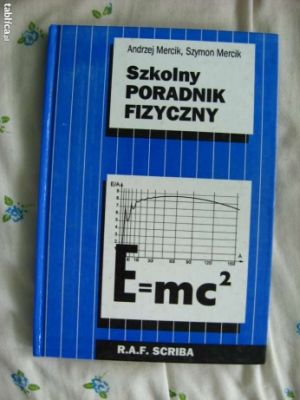 tablica.pl
Andrzej Mercik, Szymon Mercik
Szkolny
PORADNIK
FIZYCZNY
E/A
E=mc²
R.A.F. SCRIBA